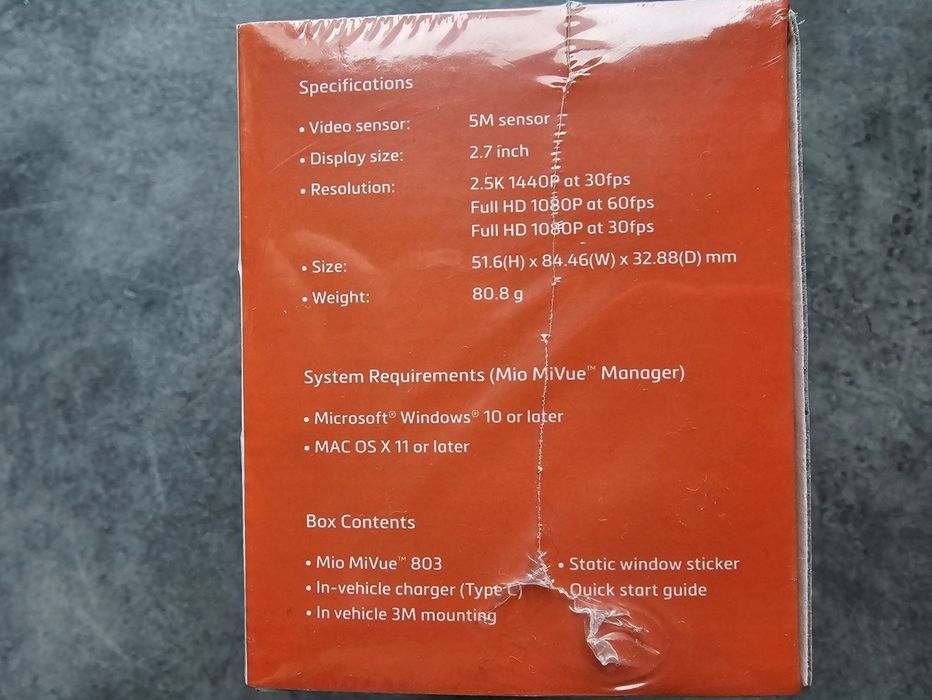 Specifications
• Video sensor: 5M sensor
• Display size: 2.7 inch
• Resolution: 2.5K 1440P at 30fps
Full HD 1080P at 60fps
Full HD 1080P at 30fps
• Size: 51.6(H) x 84.46(W) x 32.88(D) mm
• Weight: 80.8 g
System Requirements (Mio MiVue™ Manager)
• Microsoft® Windows® 10 or later
• MAC OS X 11 or later
Box Contents
• Mio MiVue™ 803
• In-vehicle charger (Type C)
• In vehicle 3M mounting
• Static window sticker
• Quick start guide